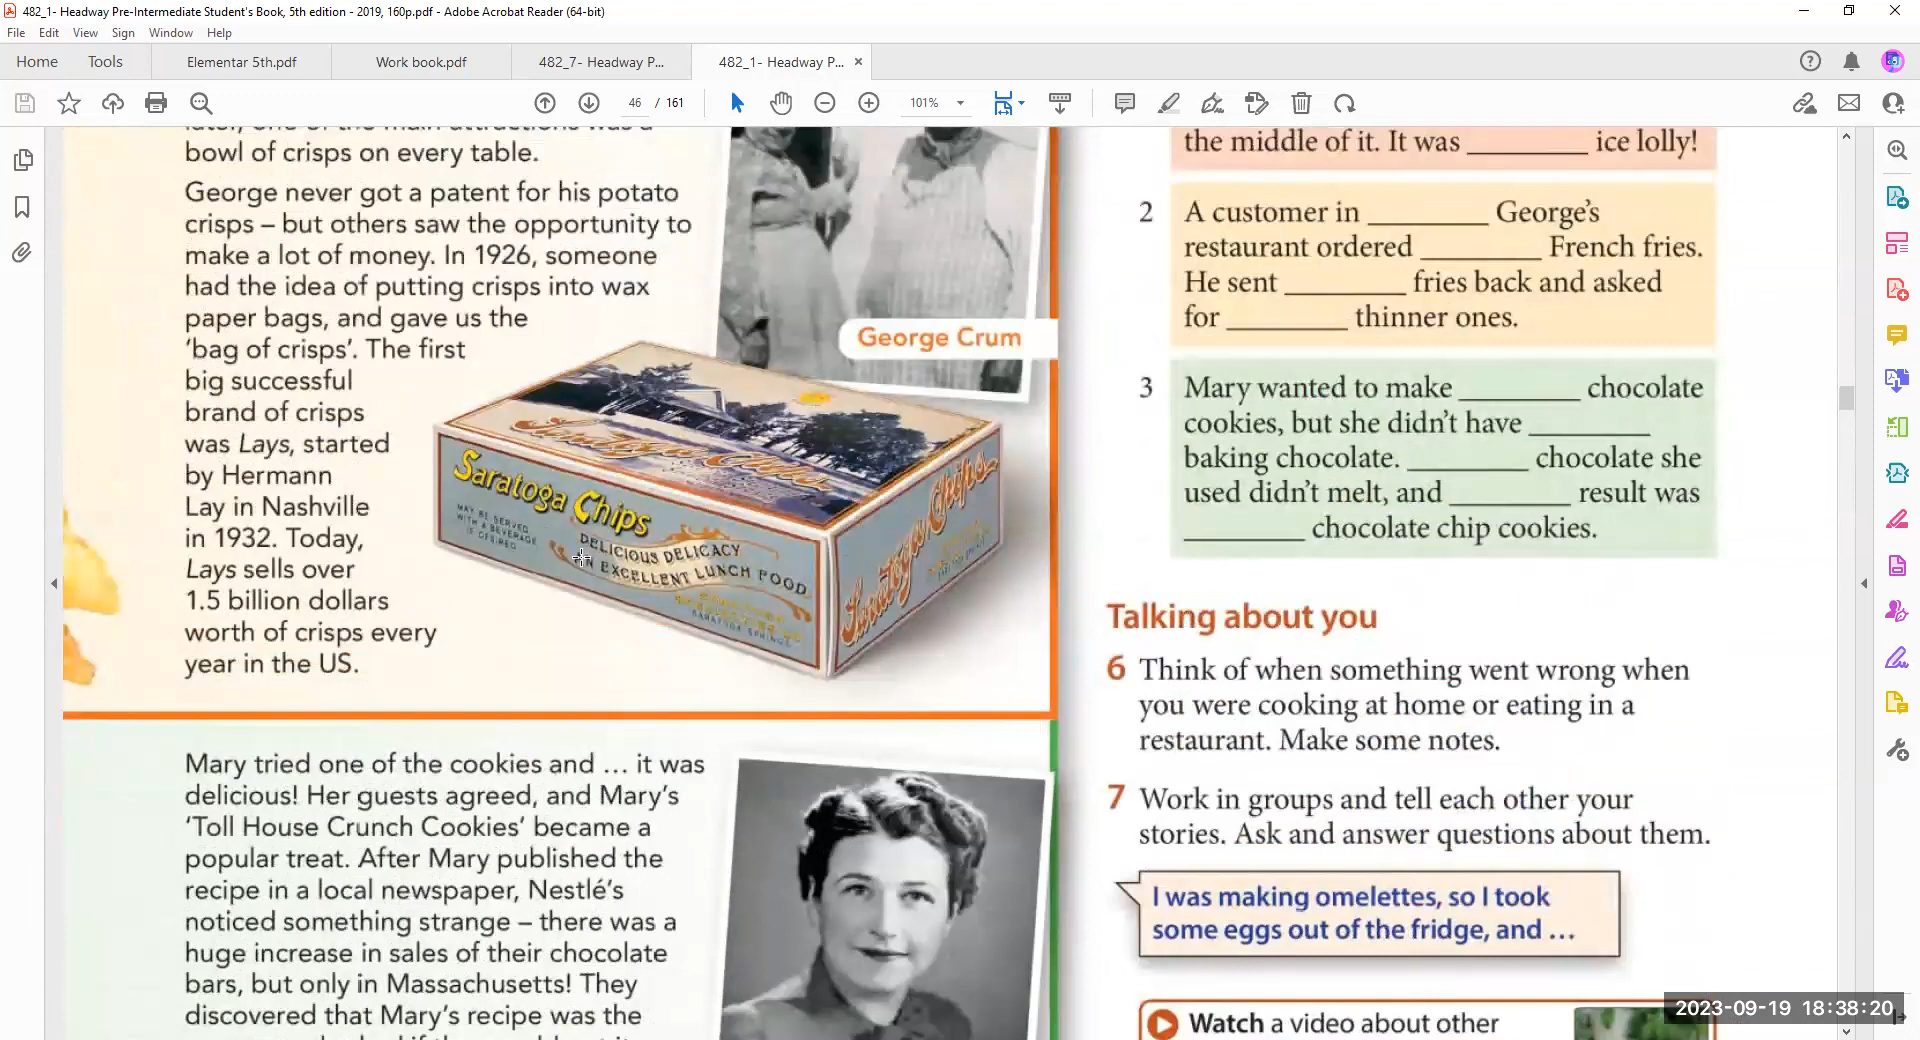 482_1- Headway Pre-Intermediate Student's Book, 5th edition - 2019, 160p.pdf - Adobe Acrobat Reader (64-bit)
File Edit View Sign Window Help
Home Tools Elementar 5th.pdf Work book.pdf 482_7- Headway P... 482_1- Headway P... ×
46 / 161 101%
bowl of crisps on every table.
George never got a patent for his potato
crisps – but others saw the opportunity to
make a lot of money. In 1926, someone
had the idea of putting crisps into wax
paper bags, and gave us the
‘bag of crisps’. The first
big successful
brand of crisps
was Lays, started
by Hermann
Lay in Nashville
in 1932. Today,
Lays sells over
1.5 billion dollars
worth of crisps every
year in the US.
George Crum
Saratoga Chips
MAY BE SERVED
WITH A BEVERAGE
IF DESIRED
DELICIOUS DELICACY
AN EXCELLENT LUNCH FOOD
SARATOGA SPRINGS
Saratoga Chips
Mary tried one of the cookies and … it was
delicious! Her guests agreed, and Mary’s
‘Toll House Crunch Cookies’ became a
popular treat. After Mary published the
recipe in a local newspaper, Nestlé’s
noticed something strange – there was a
huge increase in sales of their chocolate
bars, but only in Massachusetts! They
discovered that Mary’s recipe was the
the middle of it. It was ________ ice lolly!
2 A customer in ________ George’s
restaurant ordered ________ French fries.
He sent ________ fries back and asked
for ________ thinner ones.
3 Mary wanted to make ________ chocolate
cookies, but she didn’t have ________
baking chocolate. ________ chocolate she
used didn’t melt, and ________ result was
________ chocolate chip cookies.
Talking about you
6 Think of when something went wrong when
you were cooking at home or eating in a
restaurant. Make some notes.
7 Work in groups and tell each other your
stories. Ask and answer questions about them.
I was making omelettes, so I took
some eggs out of the fridge, and …
Watch a video about other
2023-09-19 18:38:20